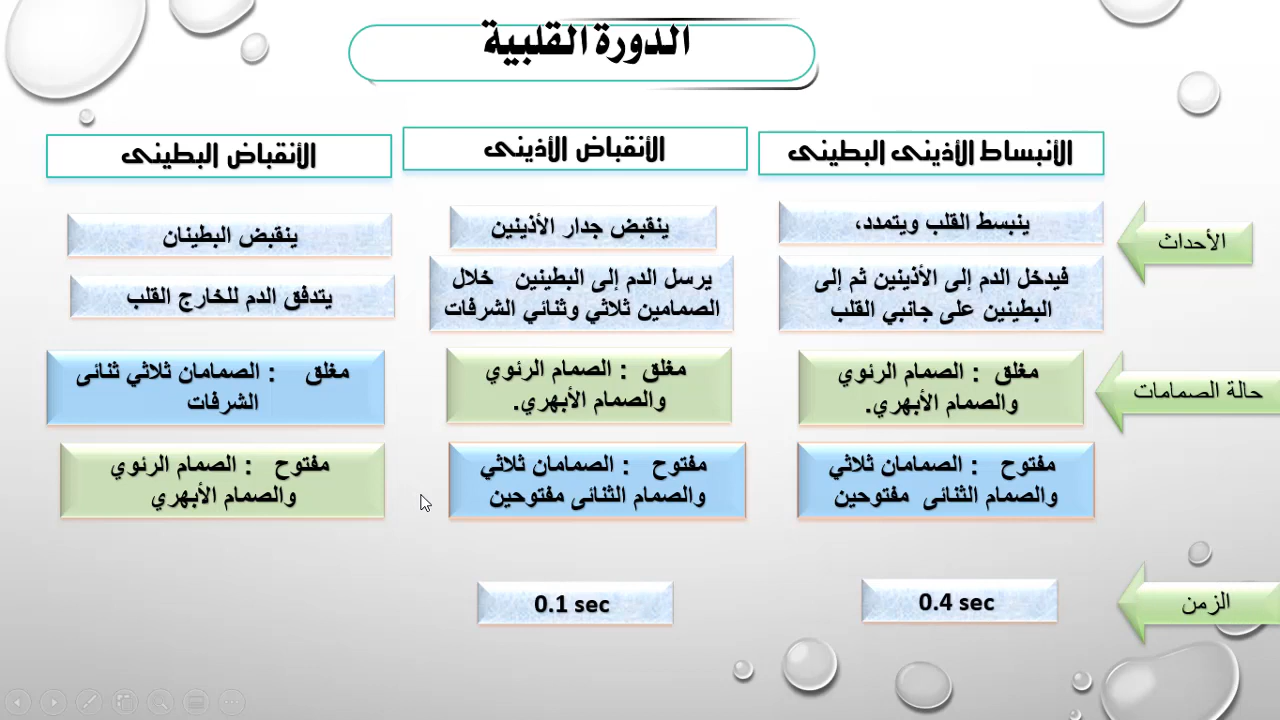 الدورة القلبية
الأنبساط الأذينى البطينى
الأنقباض الأذينى
الأنقباض البطينى
الأحداث
ينبسط القلب ويتمدد،
فيدخل الدم إلى الأذينين ثم إلى
البطينين على جانبي القلب
ينقبض جدار الأذينين
يرسل الدم إلى البطينين خلال
الصمامين ثلاثي وثنائي الشرفات
ينقبض البطينان
يتدفق الدم للخارج القلب
حالة الصمامات
مغلق : الصمام الرئوي
والصمام الأبهري.
مغلق : الصمام الرئوي
والصمام الأبهري.
مغلق : الصمامان ثلاثي ثنائى
الشرفات
مفتوح : الصمامان ثلاثي
والصمام الثنائى مفتوحين
مفتوح : الصمامان ثلاثي
والصمام الثنائى مفتوحين
مفتوح : الصمام الرئوي
والصمام الأبهري
الزمن
0.4 sec
0.1 sec